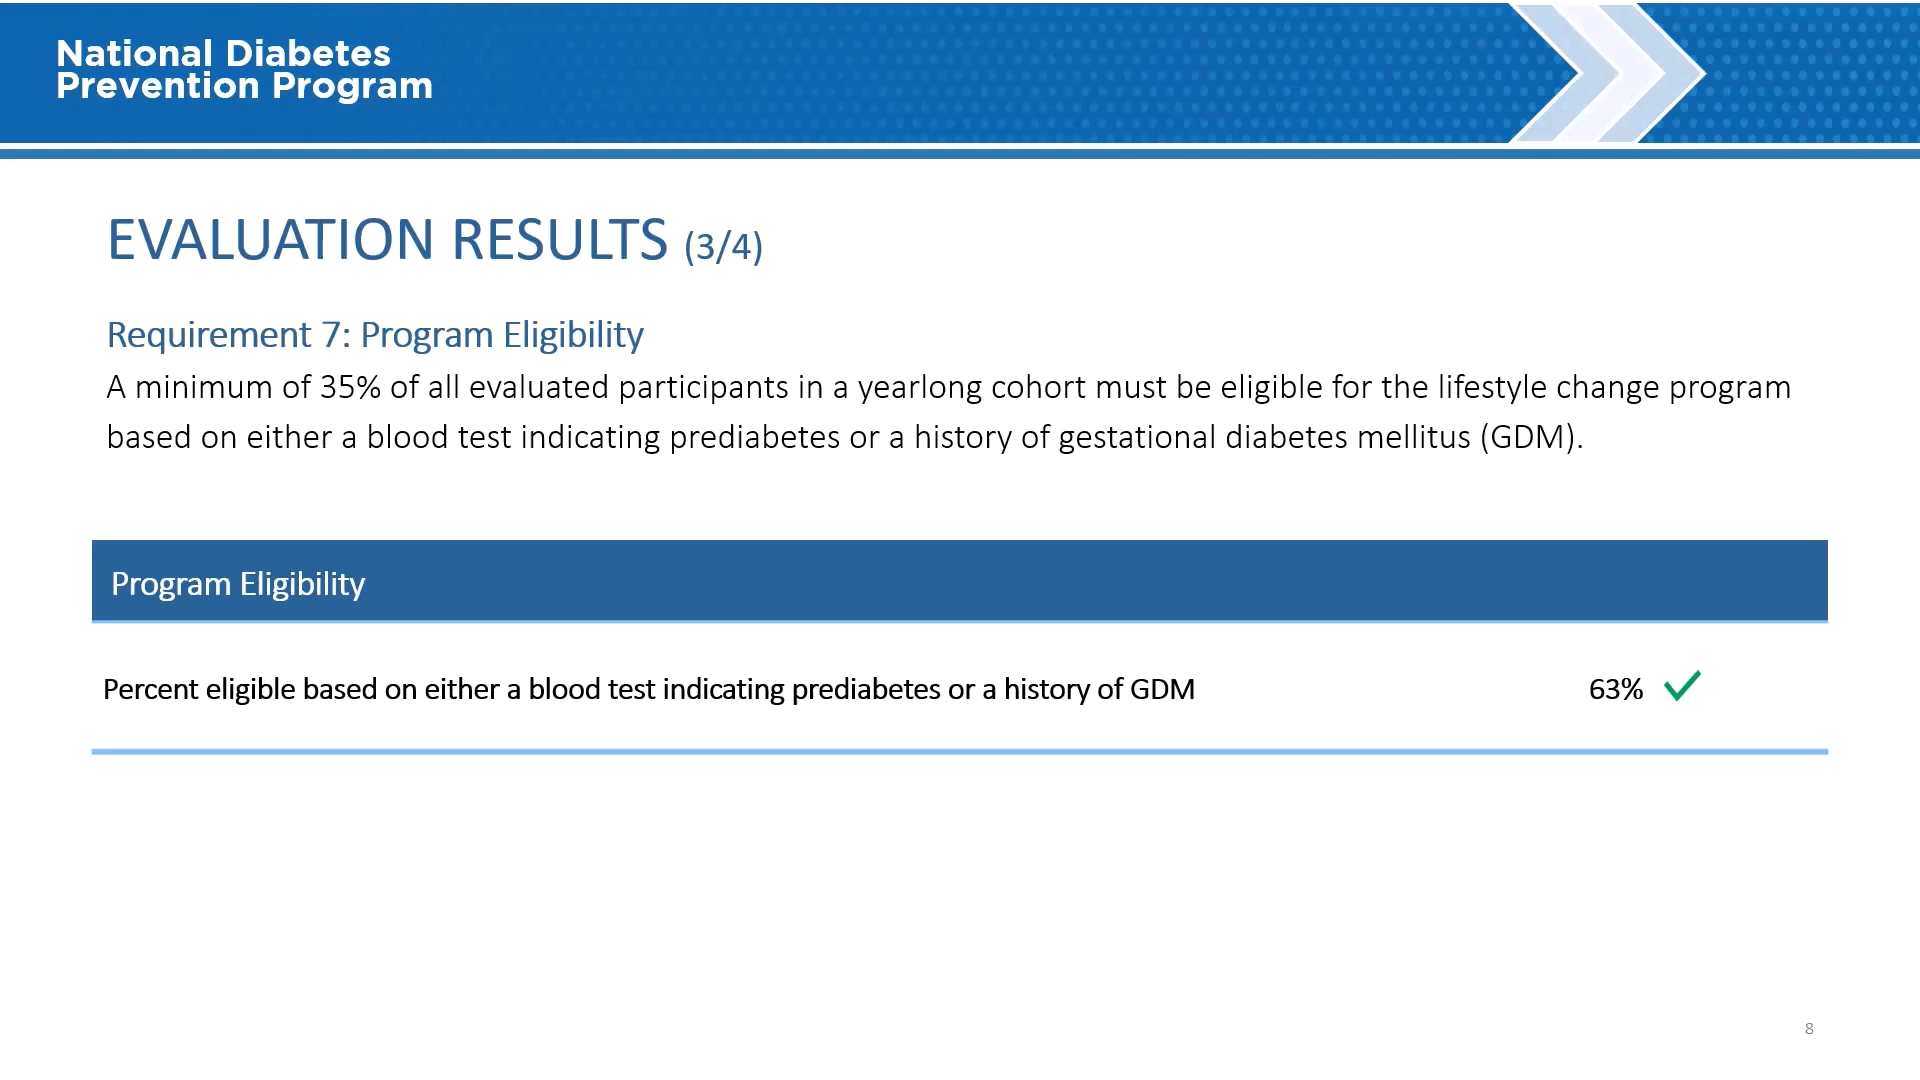 National Diabetes
Prevention Program
EVALUATION RESULTS (3/4)
Requirement 7: Program Eligibility
A minimum of 35% of all evaluated participants in a yearlong cohort must be eligible for the lifestyle change program
based on either a blood test indicating prediabetes or a history of gestational diabetes mellitus (GDM).
Program Eligibility
Percent eligible based on either a blood test indicating prediabetes or a history of GDM 63%
8